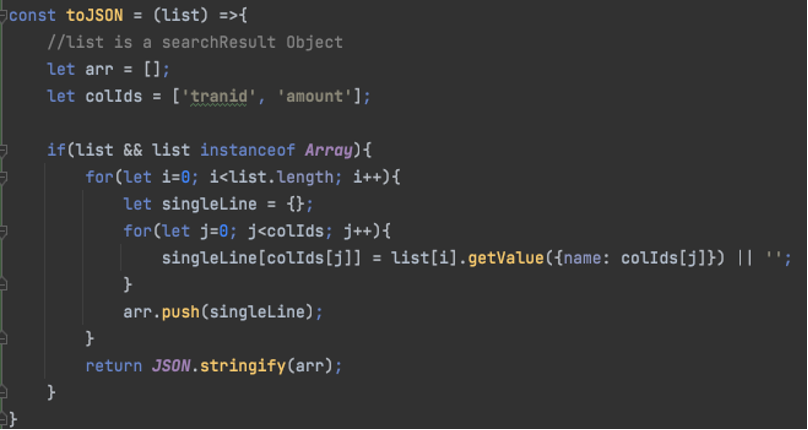 const toJSON = (list) =>{
//list is a searchResult Object
let arr = [];
let colIds = ['tranid', 'amount'];
if(list && list instanceof Array){
for(let i=0; i<list.length; i++){
let singleLine = {};
for(let j=0; j<colIds; j++){
singleLine[colIds[j]] = list[i].getValue({name: colIds[j]}) || '';
}
arr.push(singleLine);
}
return JSON.stringify(arr);
}
}